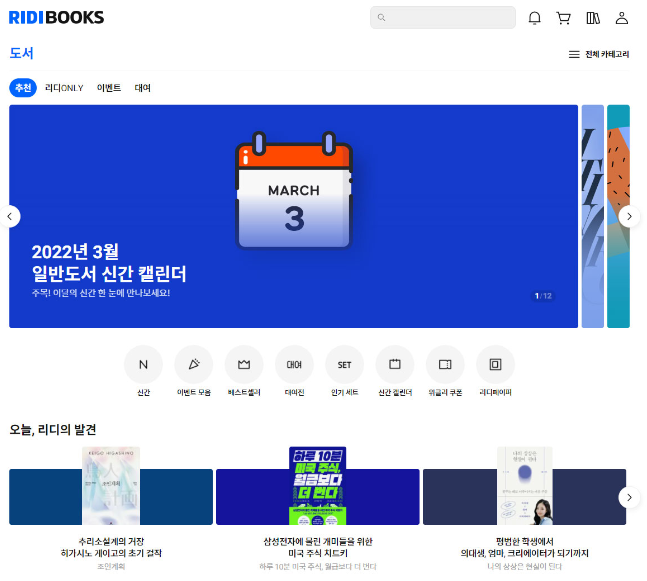 RIDIBOOKS
도서
전체 카테고리
추천 리디ONLY 이벤트 대여
MARCH
3
2022년 3월
일반도서 신간 캘린더
주목! 이달의 신간 한 눈에 만나보세요!
1/12
N
대여
SET
신간 이벤트 모음 베스트셀러 대여전 인기 세트 신간 캘린더 위클리 쿠폰 리디페이퍼
오늘, 리디의 발견
KEIGO HIGASHINO
조인계획
하루 10분
미국 주식,
월급보다
더 번다
추리소설계의 거장
히가시노 게이고의 초기 걸작
조인계획
삼성전자에 물린 개미들을 위한
미국 주식 치트키
하루 10분 미국 주식, 월급보다 더 번다
평범한 학생에서
의대생, 엄마, 크리에이터가 되기까지
나의 상상은 현실이 된다